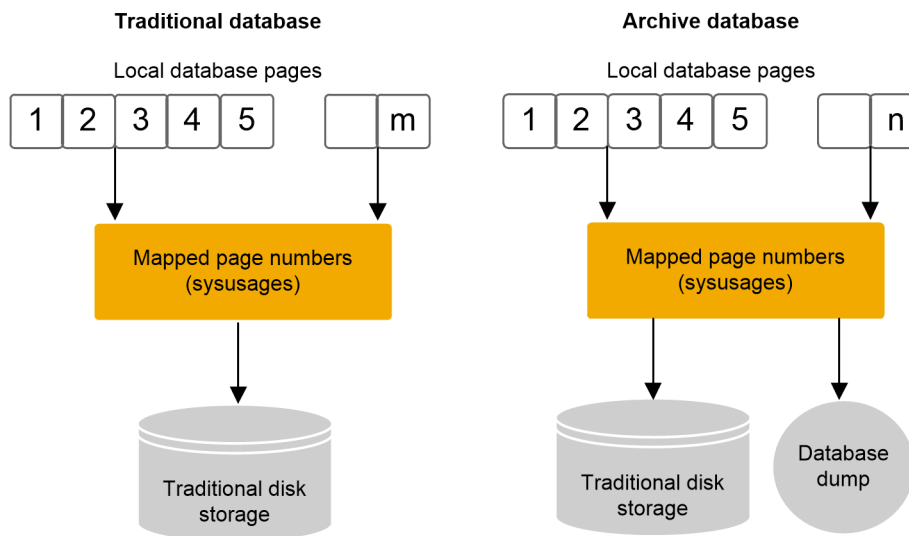 Traditional database
Local database pages
1 2 3 4 5 m
Mapped page numbers
(sysusages)
Traditional disk
storage
Archive database
Local database pages
1 2 3 4 5 n
Mapped page numbers
(sysusages)
Traditional disk
storage
Database
dump